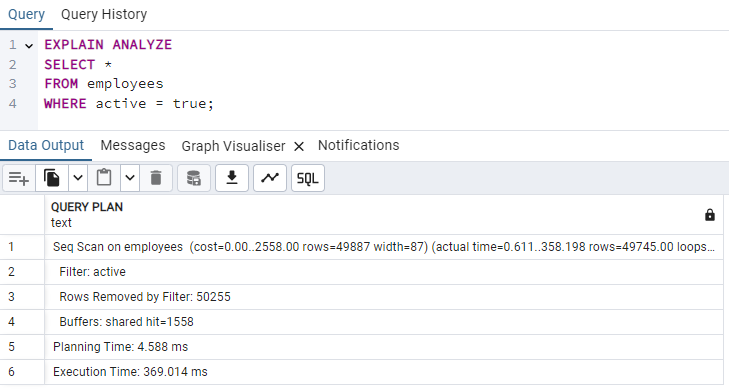 Query Query History
1 EXPLAIN ANALYZE
2 SELECT *
3 FROM employees
4 WHERE active = true;
Data Output Messages Graph Visualiser Notifications
SQL
QUERY PLAN
text
1 Seq Scan on employees (cost=0.00..2558.00 rows=49887 width=87) (actual time=0.611..358.198 rows=49745.00 loops...
2 Filter: active
3 Rows Removed by Filter: 50255
4 Buffers: shared hit=1558
5 Planning Time: 4.588 ms
6 Execution Time: 369.014 ms